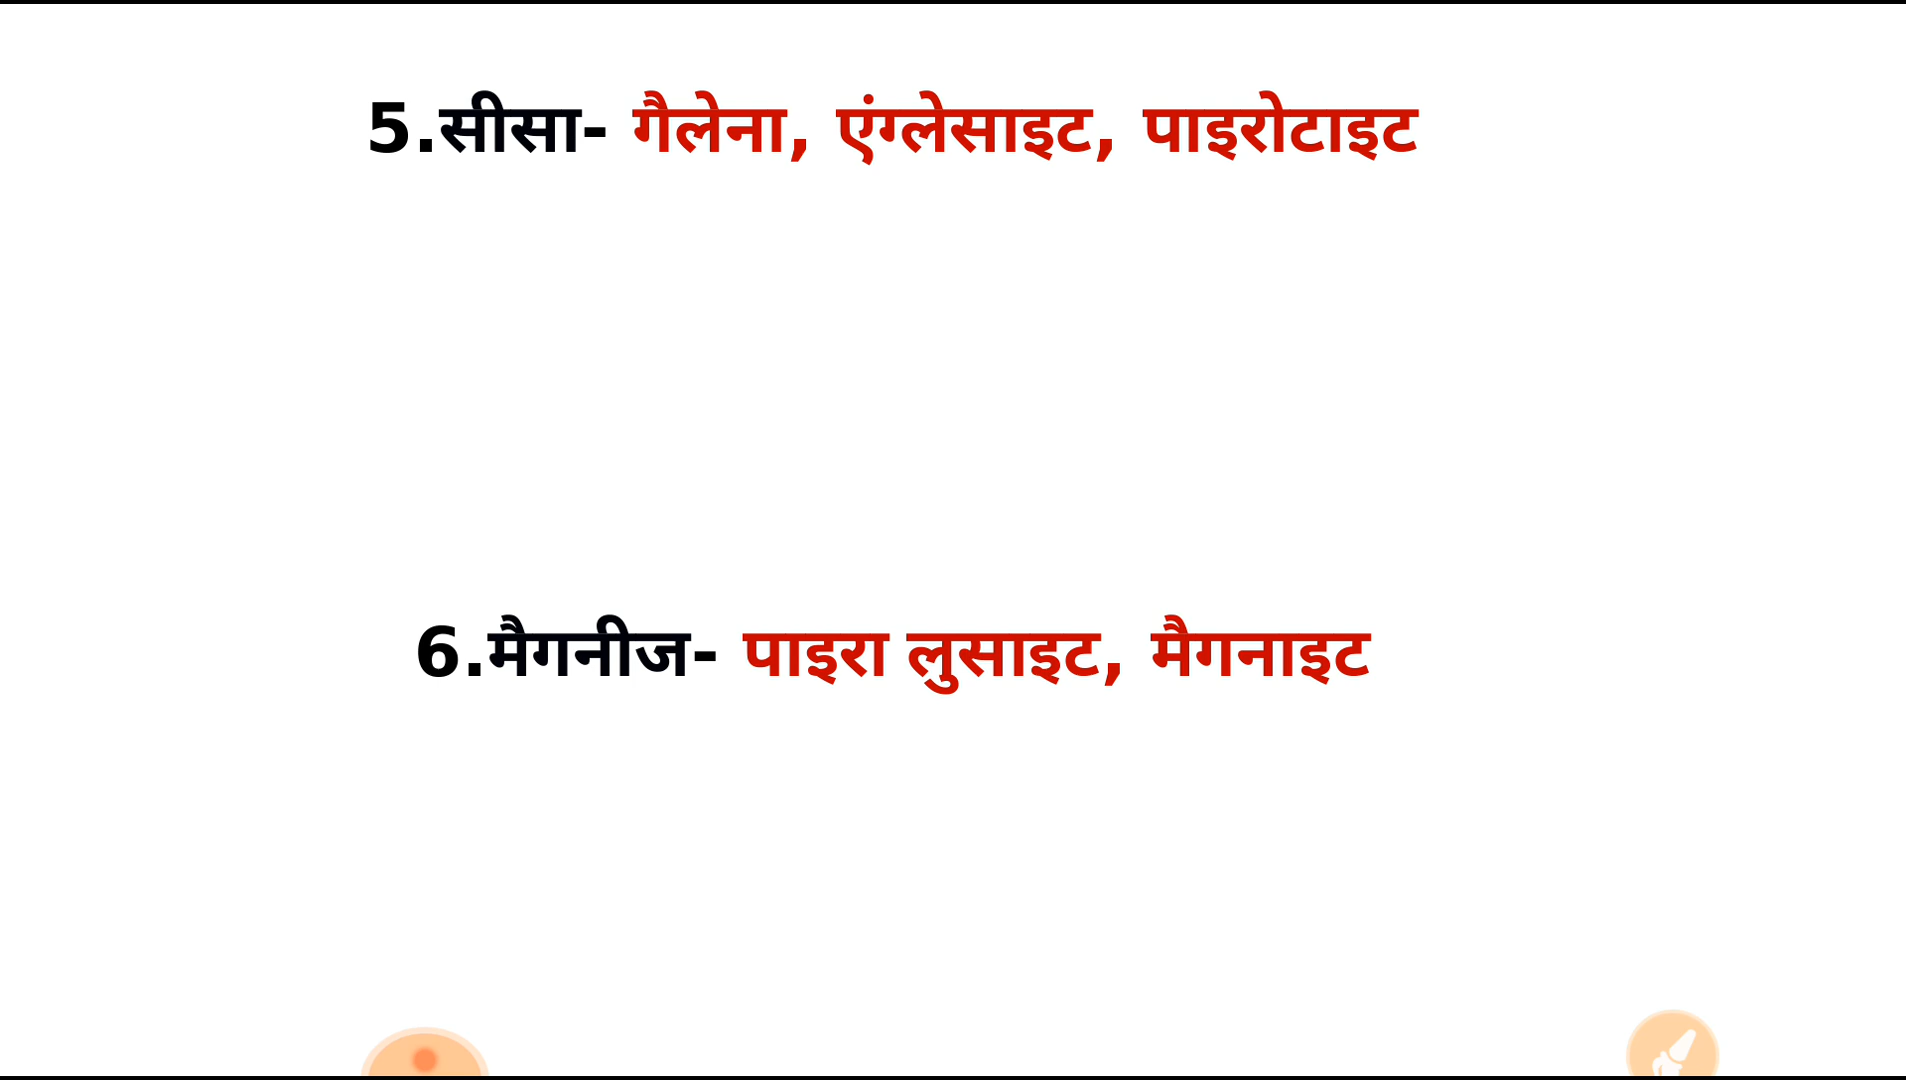 5.सीसा- गैलेना, एंग्लेसाइट, पाइरोटाइट
6.मैगनीज- पाइरा लुसाइट, मैगनाइट